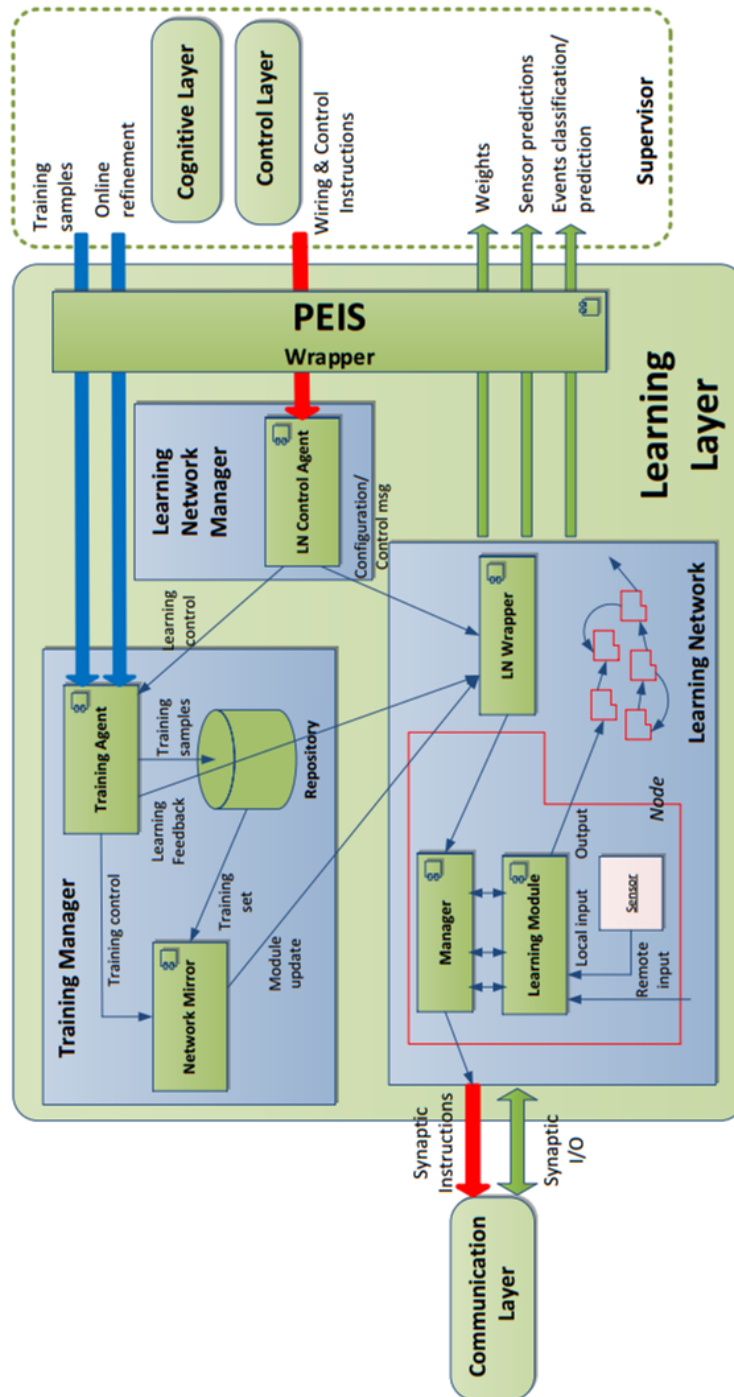 Cognitive Layer
Control Layer
Training
samples
Online
refinement
Wiring & Control
Instructions
Weights
Sensor predictions
Events classification/
prediction
Supervisor
PEIS
Wrapper
Learning
Layer
Learning
Network
Manager
LN Control Agent
Configuration/
Control msg
Learning
control
Training Manager
Training Agent
Training
samples
Repository
Learning
Feedback
Training control
Training
set
Network Mirror
Module
update
Learning Network
LN Wrapper
Node
Manager
Learning Module
Output
Local input
Sensor
Remote
input
Synaptic
Instructions
Synaptic
I/O
Communication
Layer